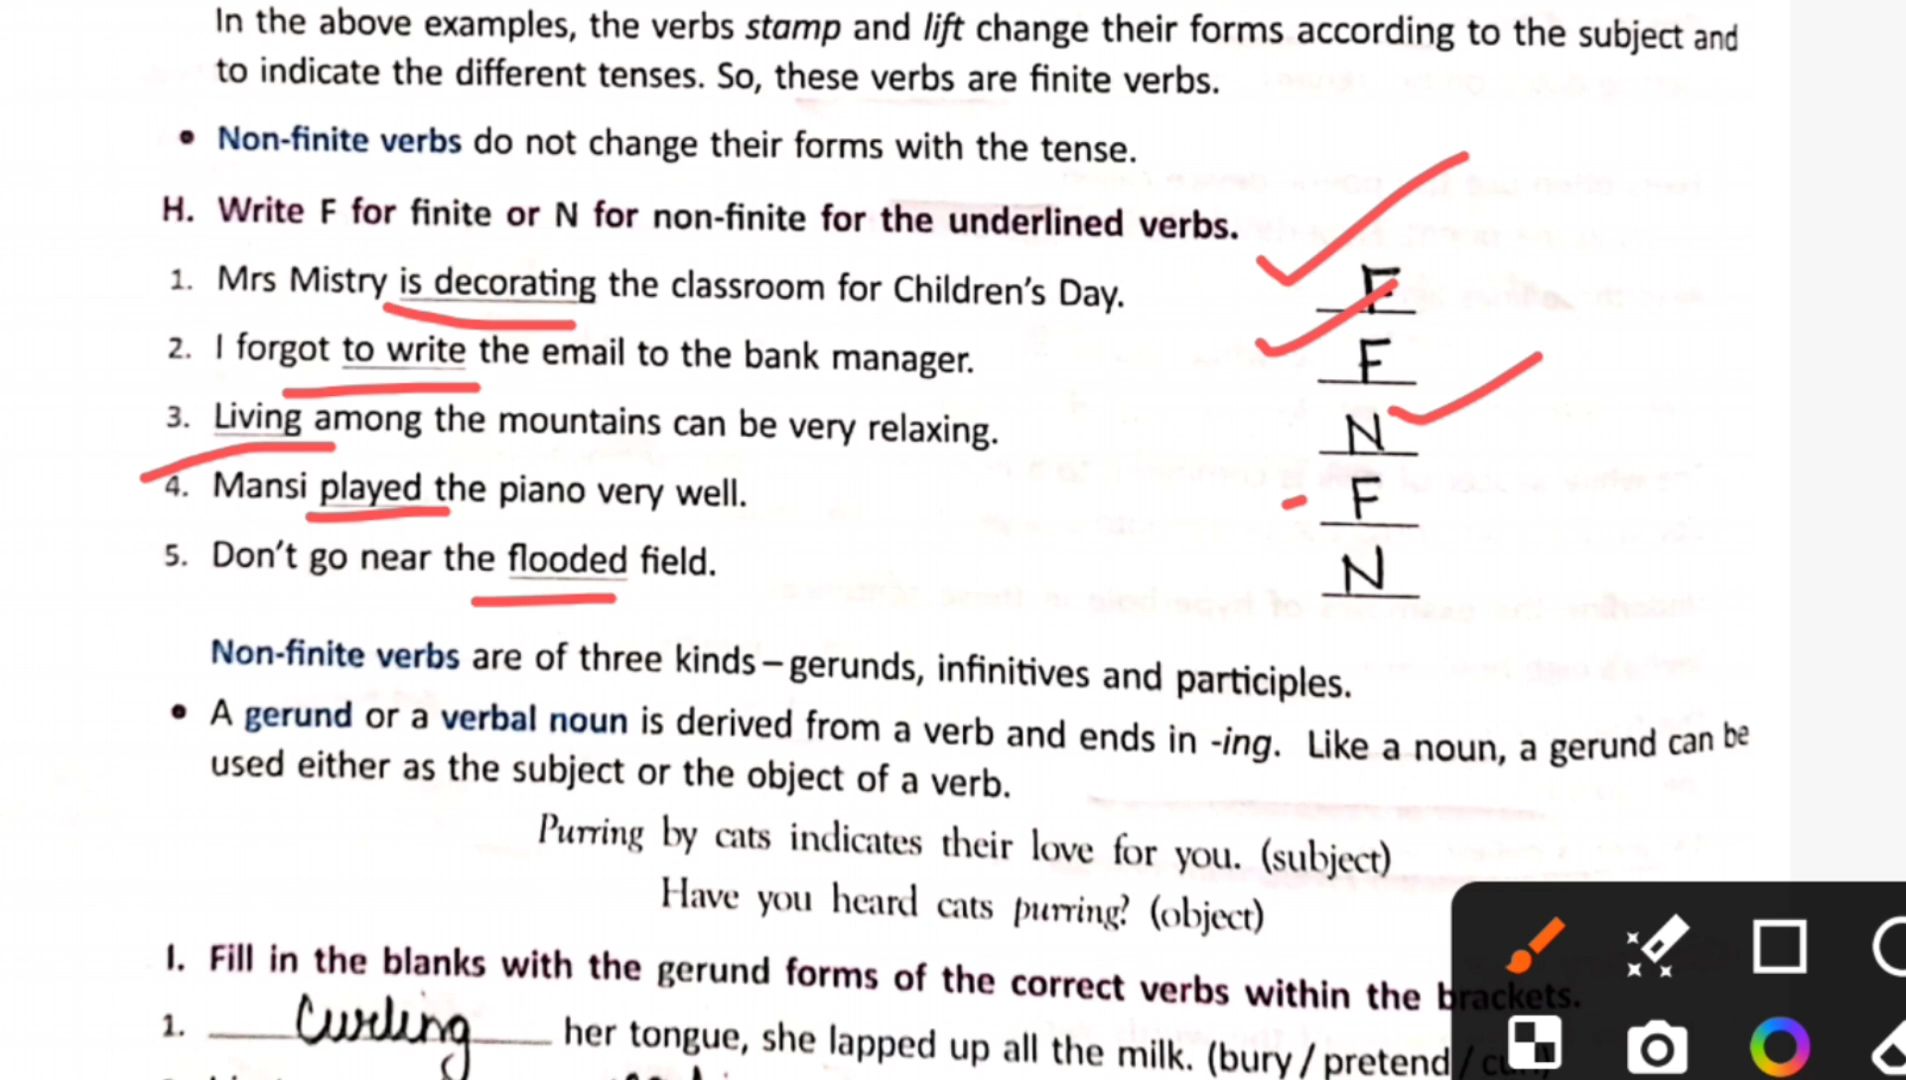 In the above examples, the verbs stamp and lift change their forms according to the subject and
to indicate the different tenses. So, these verbs are finite verbs.
• Non-finite verbs do not change their forms with the tense.
H. Write F for finite or N for non-finite for the underlined verbs.
1. Mrs Mistry is decorating the classroom for Children's Day. F
2. I forgot to write the email to the bank manager. F
3. Living among the mountains can be very relaxing. N
4. Mansi played the piano very well. F
5. Don't go near the flooded field. N
Non-finite verbs are of three kinds – gerunds, infinitives and participles.
• A gerund or a verbal noun is derived from a verb and ends in -ing. Like a noun, a gerund can be
used either as the subject or the object of a verb.
Purring by cats indicates their love for you. (subject)
Have you heard cats purring? (object)
I. Fill in the blanks with the gerund forms of the correct verbs within the brackets.
1. Curling her tongue, she lapped up all the milk. (bury / pretend /